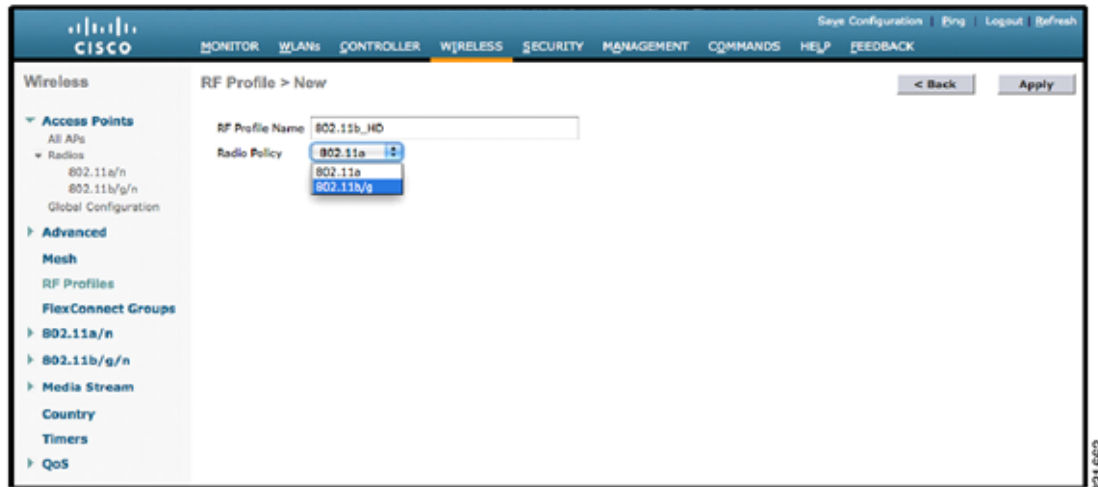 Save Configuration | Ping | Logout | Refresh
CISCO
MONITOR WLANs CONTROLLER WIRELESS SECURITY MANAGEMENT COMMANDS HELP FEEDBACK
Wireless
RF Profile > New
< Back
Apply
Access Points
All APs
Radios
802.11a/n
802.11b/g/n
Global Configuration
Advanced
Mesh
RF Profiles
FlexConnect Groups
802.11a/n
802.11b/g/n
Media Stream
Country
Timers
QoS
RF Profile Name 802.11b_HD
Radio Policy 802.11a
802.11a
802.11b/g